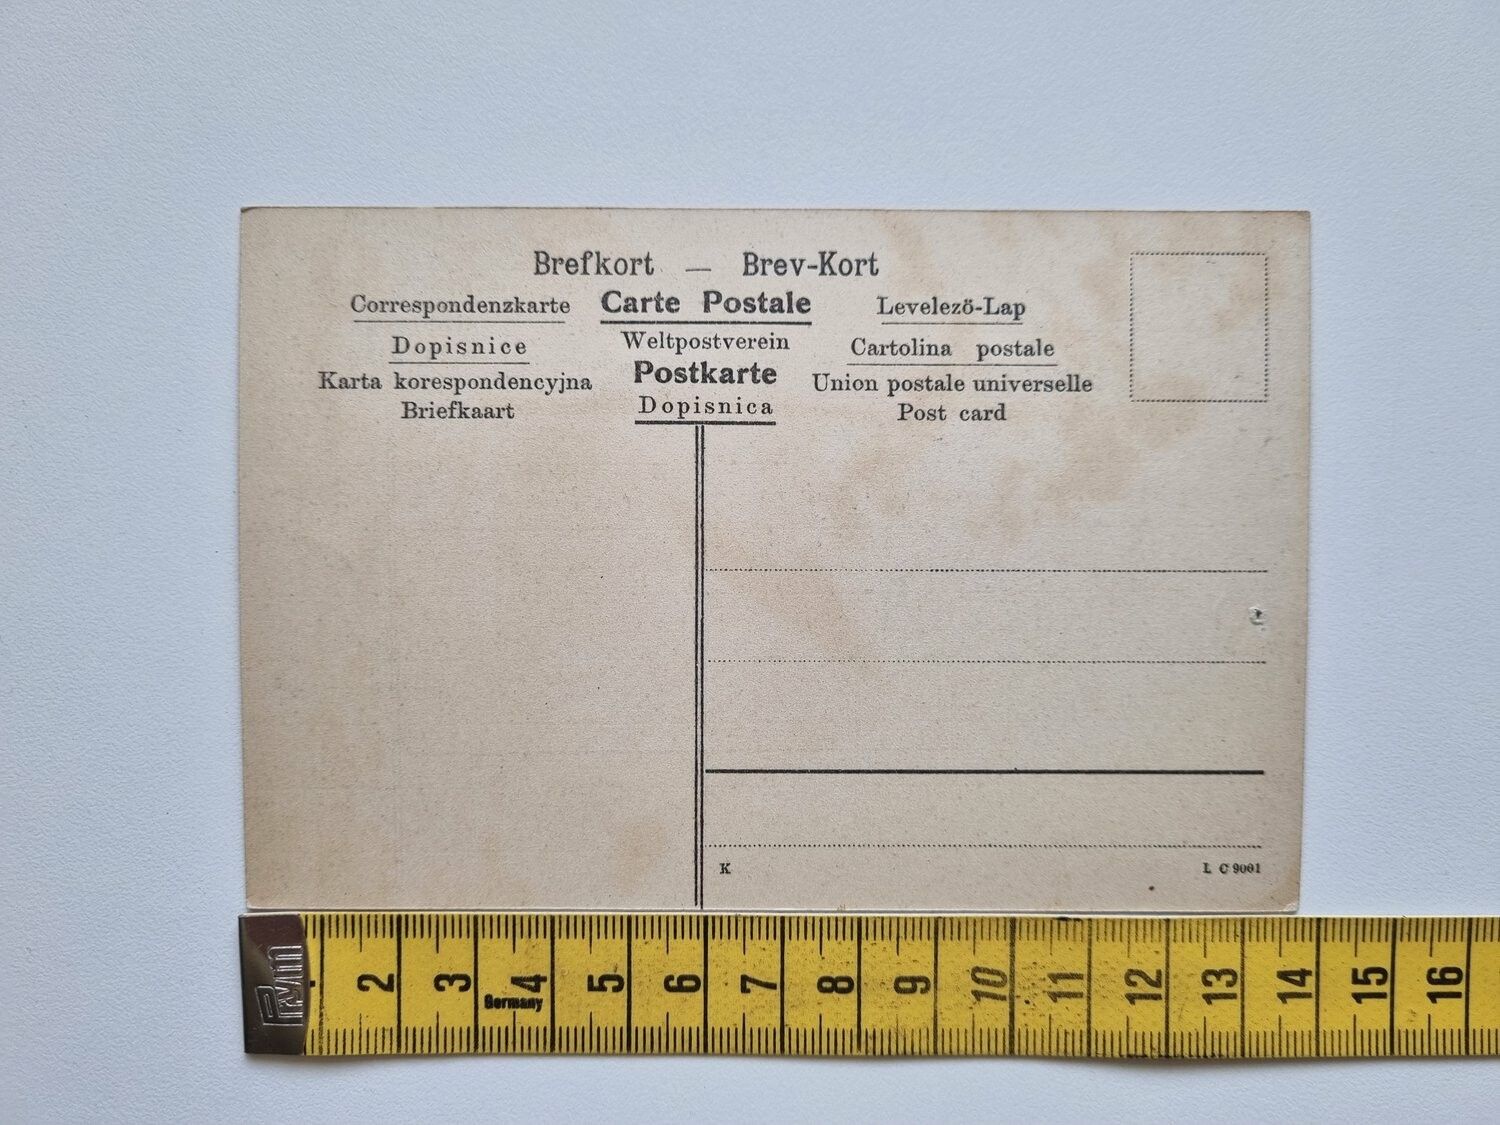 Brefkort — Brev-Kort
Correspondenzkarte
Dopisnice
Karta korespondencyjna
Briefkaart
Carte Postale
Weltpostverein
Postkarte
Dopisnica
Levelező-Lap
Cartolina postale
Union postale universelle
Post card
K
L C 9001
Prym
2 3 4 5 6 7 8 9 10 11 12 13 14 15 16
Germany